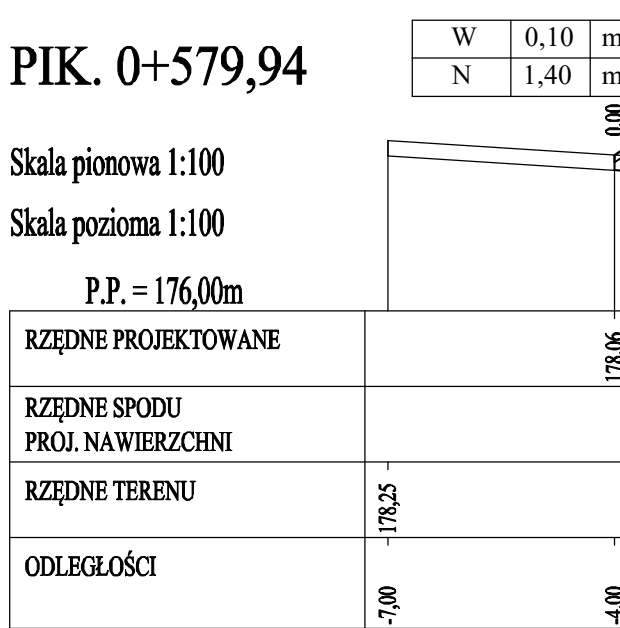 PIK. 0+579,94
W 0,10 m
N 1,40 m
0,00
Skala pionowa 1:100
Skala pozioma 1:100
P.P. = 176,00m
RZĘDNE PROJEKTOWANE
178,06
RZĘDNE SPODU
PROJ. NAWIERZCHNI
RZĘDNE TERENU
178,25
ODLEGŁOŚCI
-7,00
-4,00